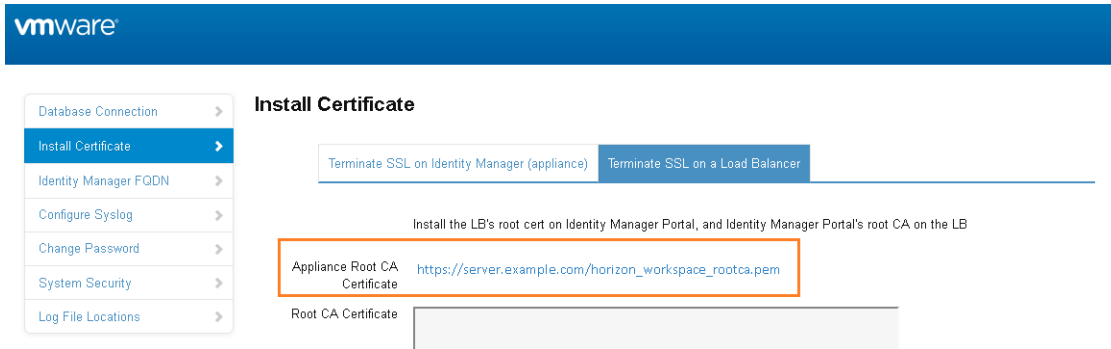 vmware®
Database Connection
Install Certificate
Identity Manager FQDN
Configure Syslog
Change Password
System Security
Log File Locations
Install Certificate
Terminate SSL on Identity Manager (appliance)
Terminate SSL on a Load Balancer
Install the LB's root cert on Identity Manager Portal, and Identity Manager Portal's root CA on the LB
Appliance Root CA
Certificate
https://server.example.com/horizon_workspace_rootca.pem
Root CA Certificate